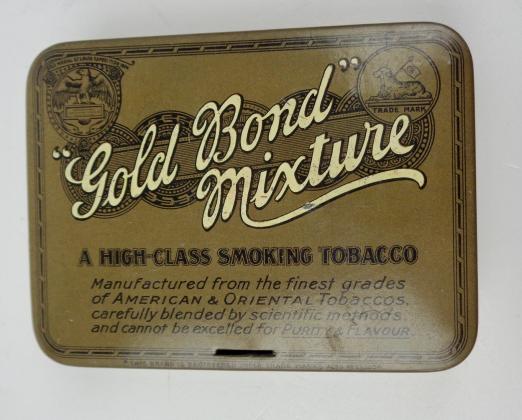 TRADE MARK
"Gold Bond"
Mixture
A HIGH-CLASS SMOKING TOBACCO
Manufactured from the finest grades
of AMERICAN & ORIENTAL TOBACCOS,
carefully blended by scientific methods,
and cannot be excelled for PURITY & FLAVOUR.